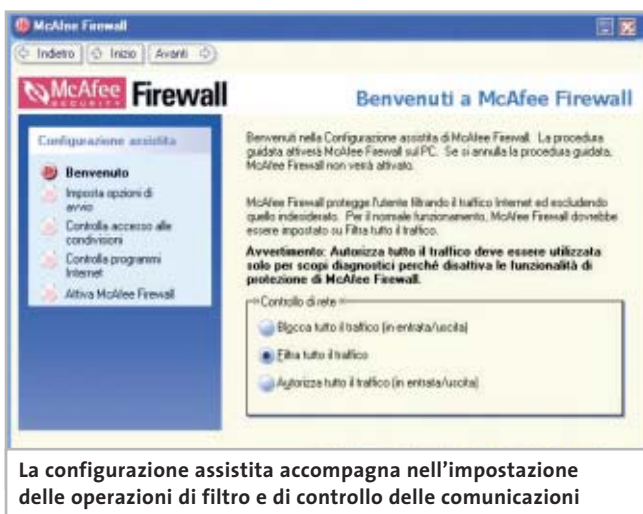 McAfee Firewall
Indietro Inizio Avanti
McAfee Firewall
SECURITY
Benvenuti a McAfee Firewall
Configurazione assistita
Benvenuto
Imposta opzioni di
avvio
Controlla accesso alle
condivisioni
Controlla programmi
Internet
Attiva McAfee Firewall
Benvenuti nella Configurazione assistita di McAfee Firewall. La procedura
guidata attiverà McAfee Firewall sul PC. Se si annulla la procedura guidata,
McAfee Firewall non verrà attivato.
McAfee Firewall protegge l'utente filtrando il traffico Internet ed escludendo
quello indesiderato. Per il normale funzionamento, McAfee Firewall dovrebbe
essere impostato su Filtra tutto il traffico.
Avvertimento: Autorizza tutto il traffico deve essere utilizzata
solo per scopi diagnostici perché disattiva le funzionalità di
protezione di McAfee Firewall.
Controllo di rete
Blocca tutto il traffico (in entrata/uscita)
Filtra tutto il traffico
Autorizza tutto il traffico (in entrata/uscita)
La configurazione assistita accompagna nell'impostazione
delle operazioni di filtro e di controllo delle comunicazioni